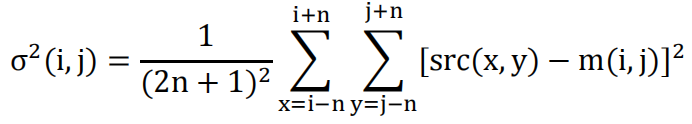 σ²(i, j) = 1/(2n + 1)² ∑_{x=i−n}^{i+n} ∑_{y=j−n}^{j+n} [src(x, y) − m(i, j)]²